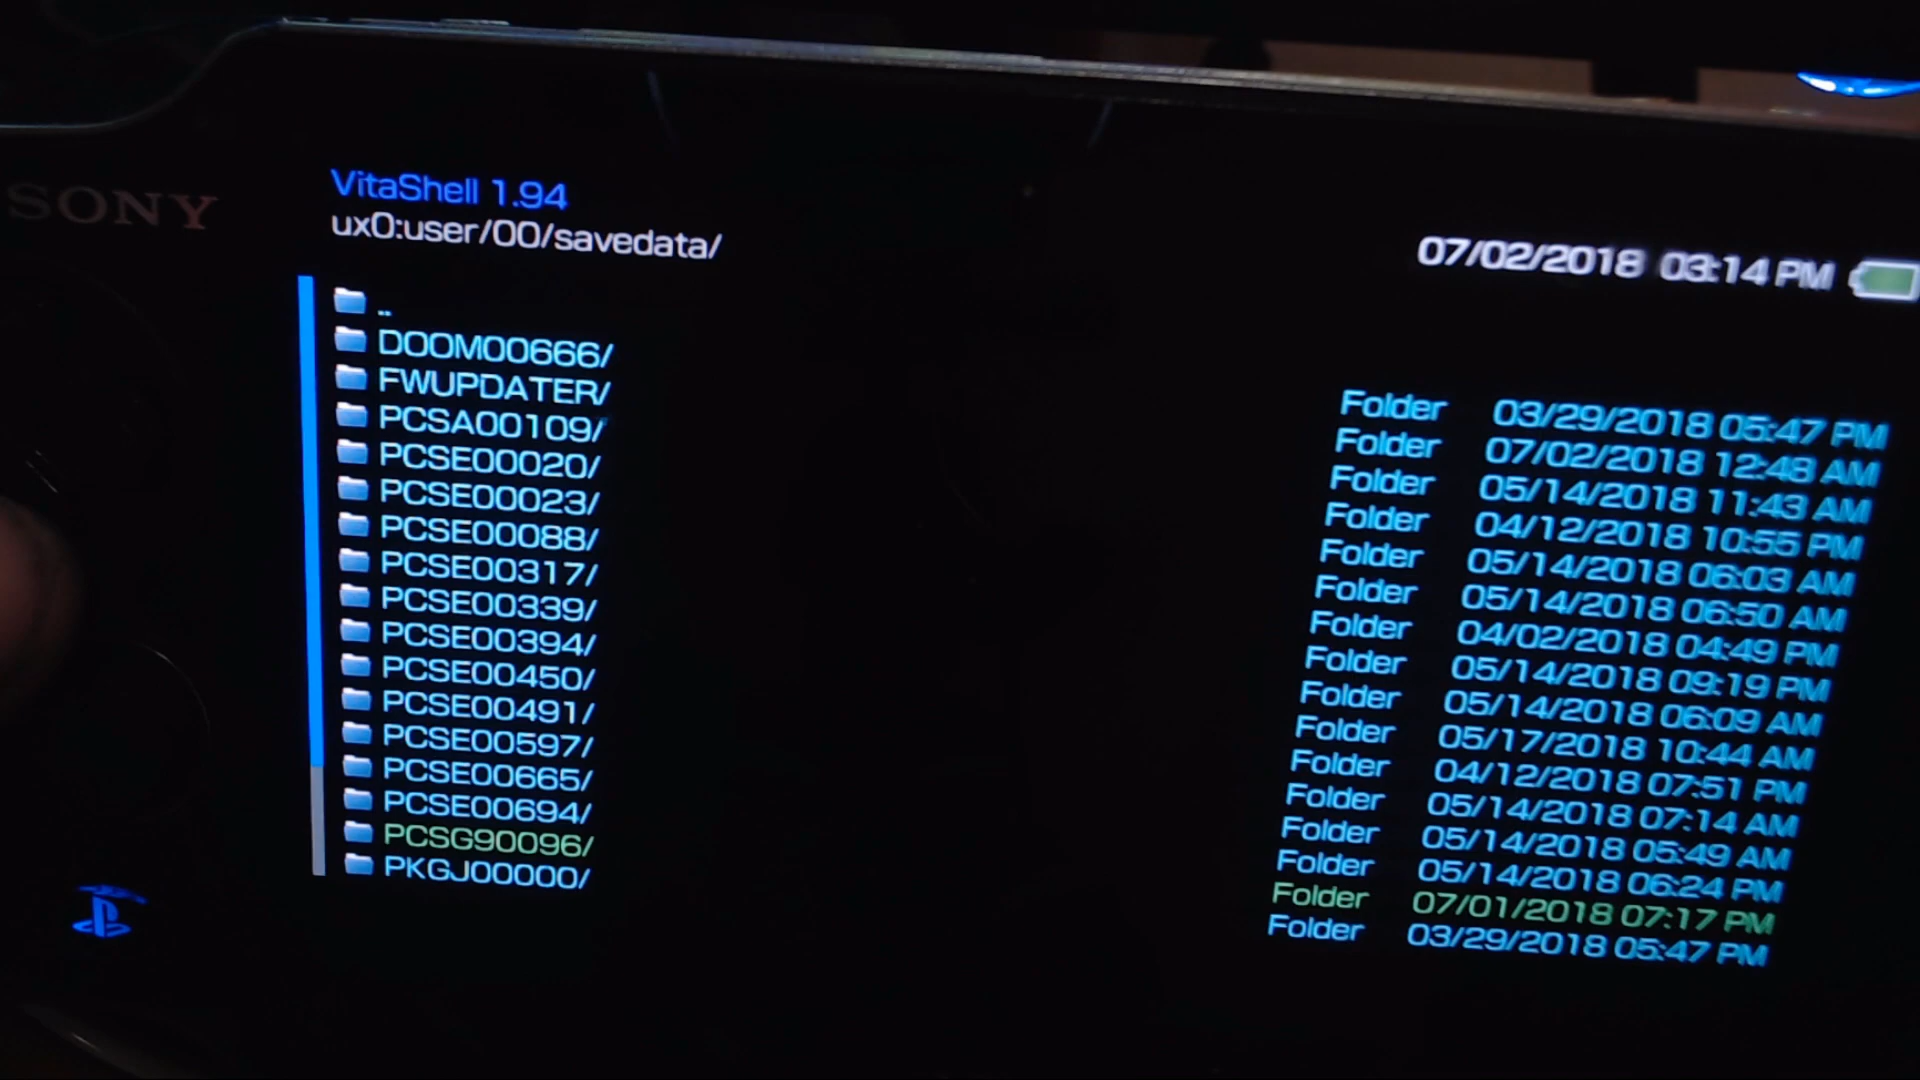 SONY
VitaShell 1.94
ux0:user/00/savedata/
07/02/2018 03:14 PM
..
DOOM00666/ Folder 03/29/2018 05:47 PM
FWUPDATER/ Folder 07/02/2018 12:48 AM
PCSA00109/ Folder 05/14/2018 11:43 AM
PCSE00020/ Folder 04/12/2018 10:55 PM
PCSE00023/ Folder 05/14/2018 06:03 AM
PCSE00088/ Folder 05/14/2018 06:50 AM
PCSE00317/ Folder 04/02/2018 04:49 PM
PCSE00339/ Folder 05/14/2018 09:19 PM
PCSE00394/ Folder 05/14/2018 06:09 AM
PCSE00450/ Folder 05/17/2018 10:44 AM
PCSE00491/ Folder 04/12/2018 07:51 PM
PCSE00597/ Folder 05/14/2018 07:14 AM
PCSE00665/ Folder 05/14/2018 05:49 AM
PCSE00694/ Folder 05/14/2018 06:24 PM
PCSG90096/ Folder 07/01/2018 07:17 PM
PKGJ00000/ Folder 03/29/2018 05:47 PM